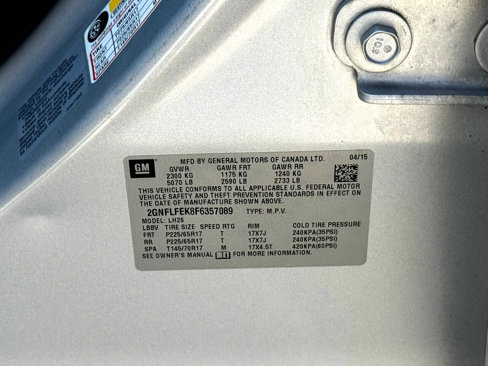 GM
MFD BY GENERAL MOTORS OF CANADA LTD. 04/15
GVWR GAWR FRT GAWR RR
2300 KG 1175 KG 1240 KG
5070 LB 2590 LB 2733 LB
THIS VEHICLE CONFORMS TO ALL APPLICABLE U.S. FEDERAL MOTOR
VEHICLE SAFETY AND THEFT PREVENTION STANDARDS IN EFFECT ON
THE DATE OF MANUFACTURE SHOWN ABOVE.
2GNFLFEK8F6357089 TYPE: M.P.V.
MODEL: LH26
LBBV TIRE SIZE SPEED RTG RIM COLD TIRE PRESSURE
FRT P225/65R17 T 17X7J 240KPA(35PSI)
RR P225/65R17 T 17X7J 240KPA(35PSI)
SPA T145/70R17 M 17X4.5T 420KPA(60PSI)
SEE OWNER'S MANUAL FOR MORE INFORMATION.